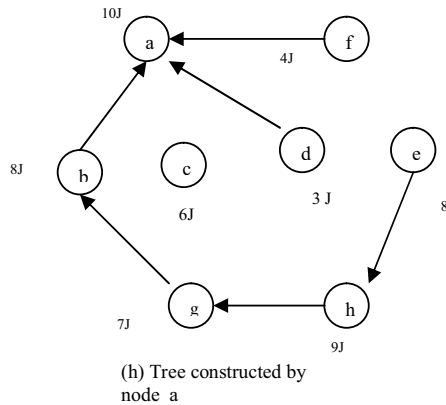 10J
a
f
4J
8J
b
c
d
e
6J
3 J
8
g
h
7J
9J
(h) Tree constructed by
node a